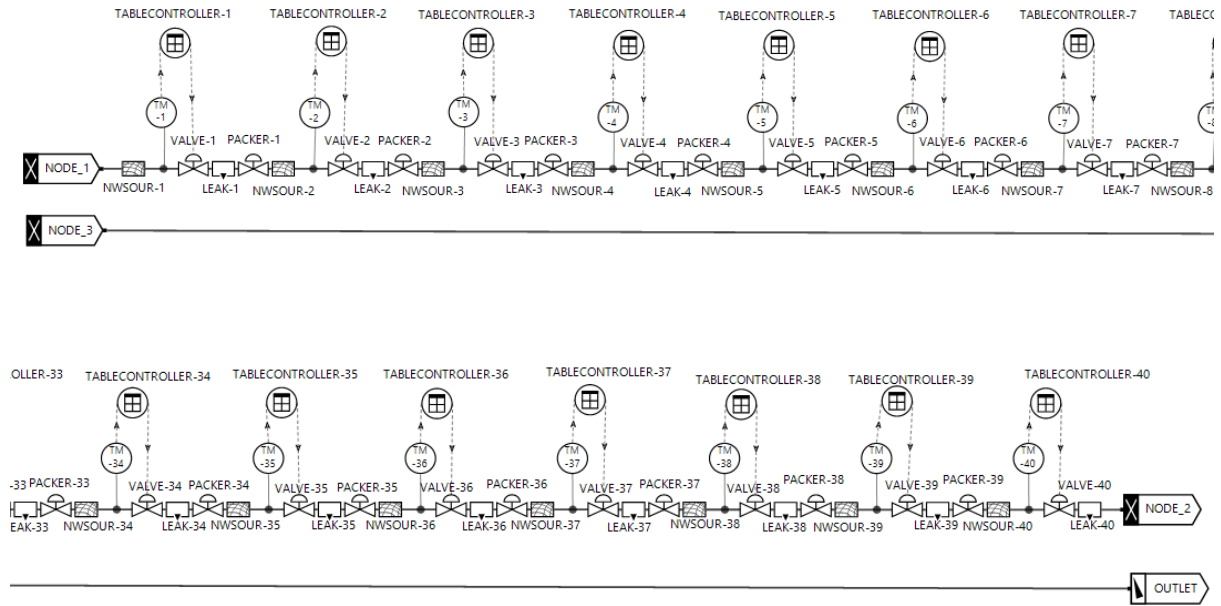 TABLECONTROLLER-1 TABLECONTROLLER-2 TABLECONTROLLER-3 TABLECONTROLLER-4 TABLECONTROLLER-5 TABLECONTROLLER-6 TABLECONTROLLER-7 TABLEC
TM -1 TM -2 TM -3 TM -4 TM -5 TM -6 TM -7 -8
VALVE-1 PACKER-1 VALVE-2 PACKER-2 VALVE-3 PACKER-3 VALVE-4 PACKER-4 VALVE-5 PACKER-5 VALVE-6 PACKER-6 VALVE-7 PACKER-7
NODE_1
NWSOUR-1 LEAK-1 NWSOUR-2 LEAK-2 NWSOUR-3 LEAK-3 NWSOUR-4 LEAK-4 NWSOUR-5 LEAK-5 NWSOUR-6 LEAK-6 NWSOUR-7 LEAK-7 NWSOUR-8
NODE_3
OLLER-33 TABLECONTROLLER-34 TABLECONTROLLER-35 TABLECONTROLLER-36 TABLECONTROLLER-37 TABLECONTROLLER-38 TABLECONTROLLER-39 TABLECONTROLLER-40
TM -34 TM -35 TM -36 TM -37 TM -38 TM -39 TM -40
-33 PACKER-33 VALVE-34 PACKER-34 VALVE-35 PACKER-35 VALVE-36 PACKER-36 VALVE-37 PACKER-37 VALVE-38 PACKER-38 VALVE-39 PACKER-39 VALVE-40
NODE_2
EAK-33 NWSOUR-34 LEAK-34 NWSOUR-35 LEAK-35 NWSOUR-36 LEAK-36 NWSOUR-37 LEAK-37 NWSOUR-38 LEAK-38 NWSOUR-39 LEAK-39 NWSOUR-40 LEAK-40
OUTLET